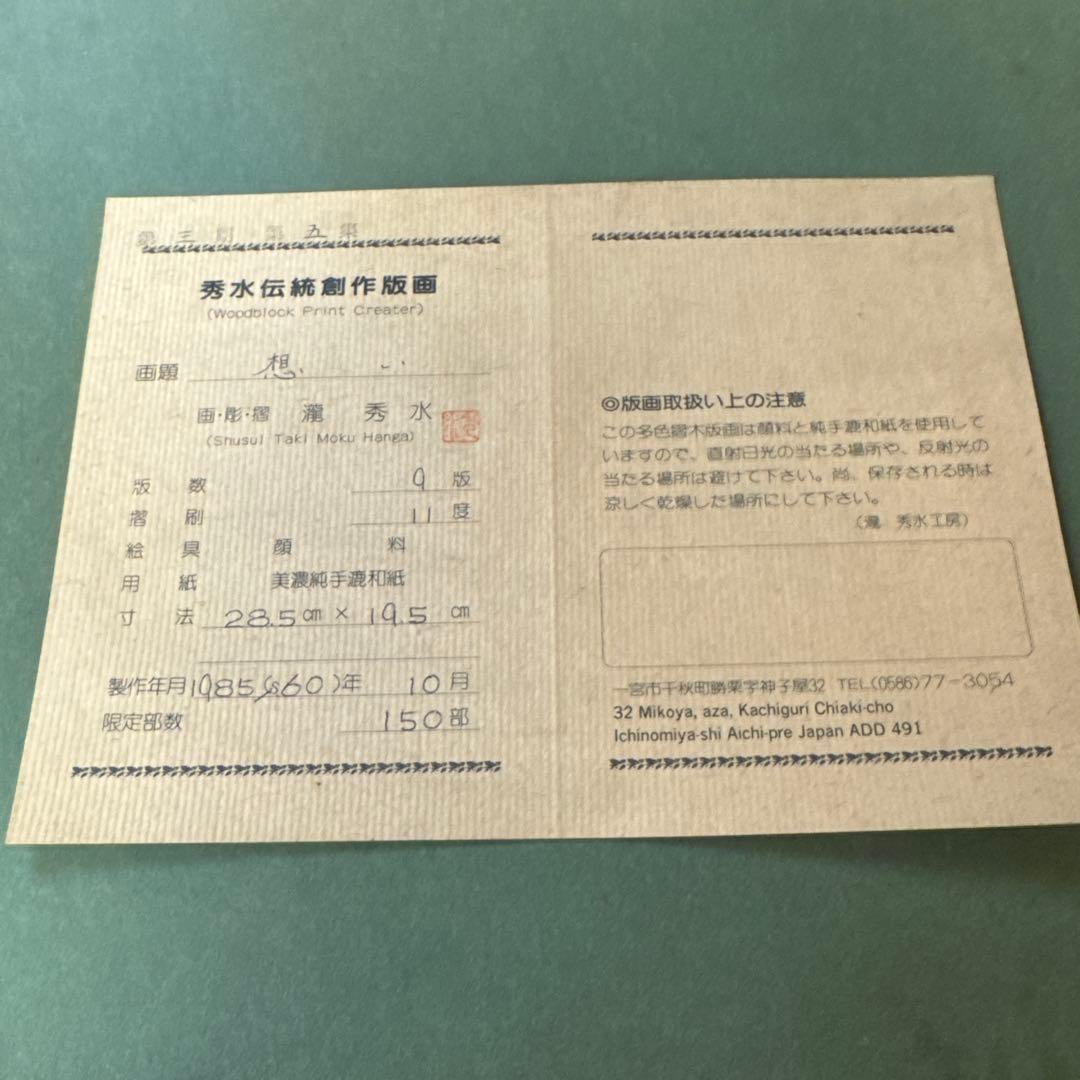 第三期 第五集
秀水伝統創作版画
(Woodblock Print Creater)
画題 想い
画・彫・摺 瀧秀水
(Shusui Taki Moku Hanga)
版数 9版
摺刷 11度
絵具 顔料
用紙 美濃純手漉和紙
寸法 28.5cm × 19.5cm
製作年月 1985(S60)年 10月
限定部数 150部
◎版画取扱い上の注意
この多色摺木版画は顔料と純手漉和紙を使用して
いますので、直射日光の当たる場所や、反射光の
当たる場所は避けて下さい。尚、保存される時は
涼しく乾燥した場所にして下さい。
(瀧 秀水工房)
一宮市千秋町勝栗字神子屋32 TEL(0586)77-3054
32 Mikoya, aza, Kachiguri Chiaki-cho
Ichinomiya-shi Aichi-pre Japan ADD 491